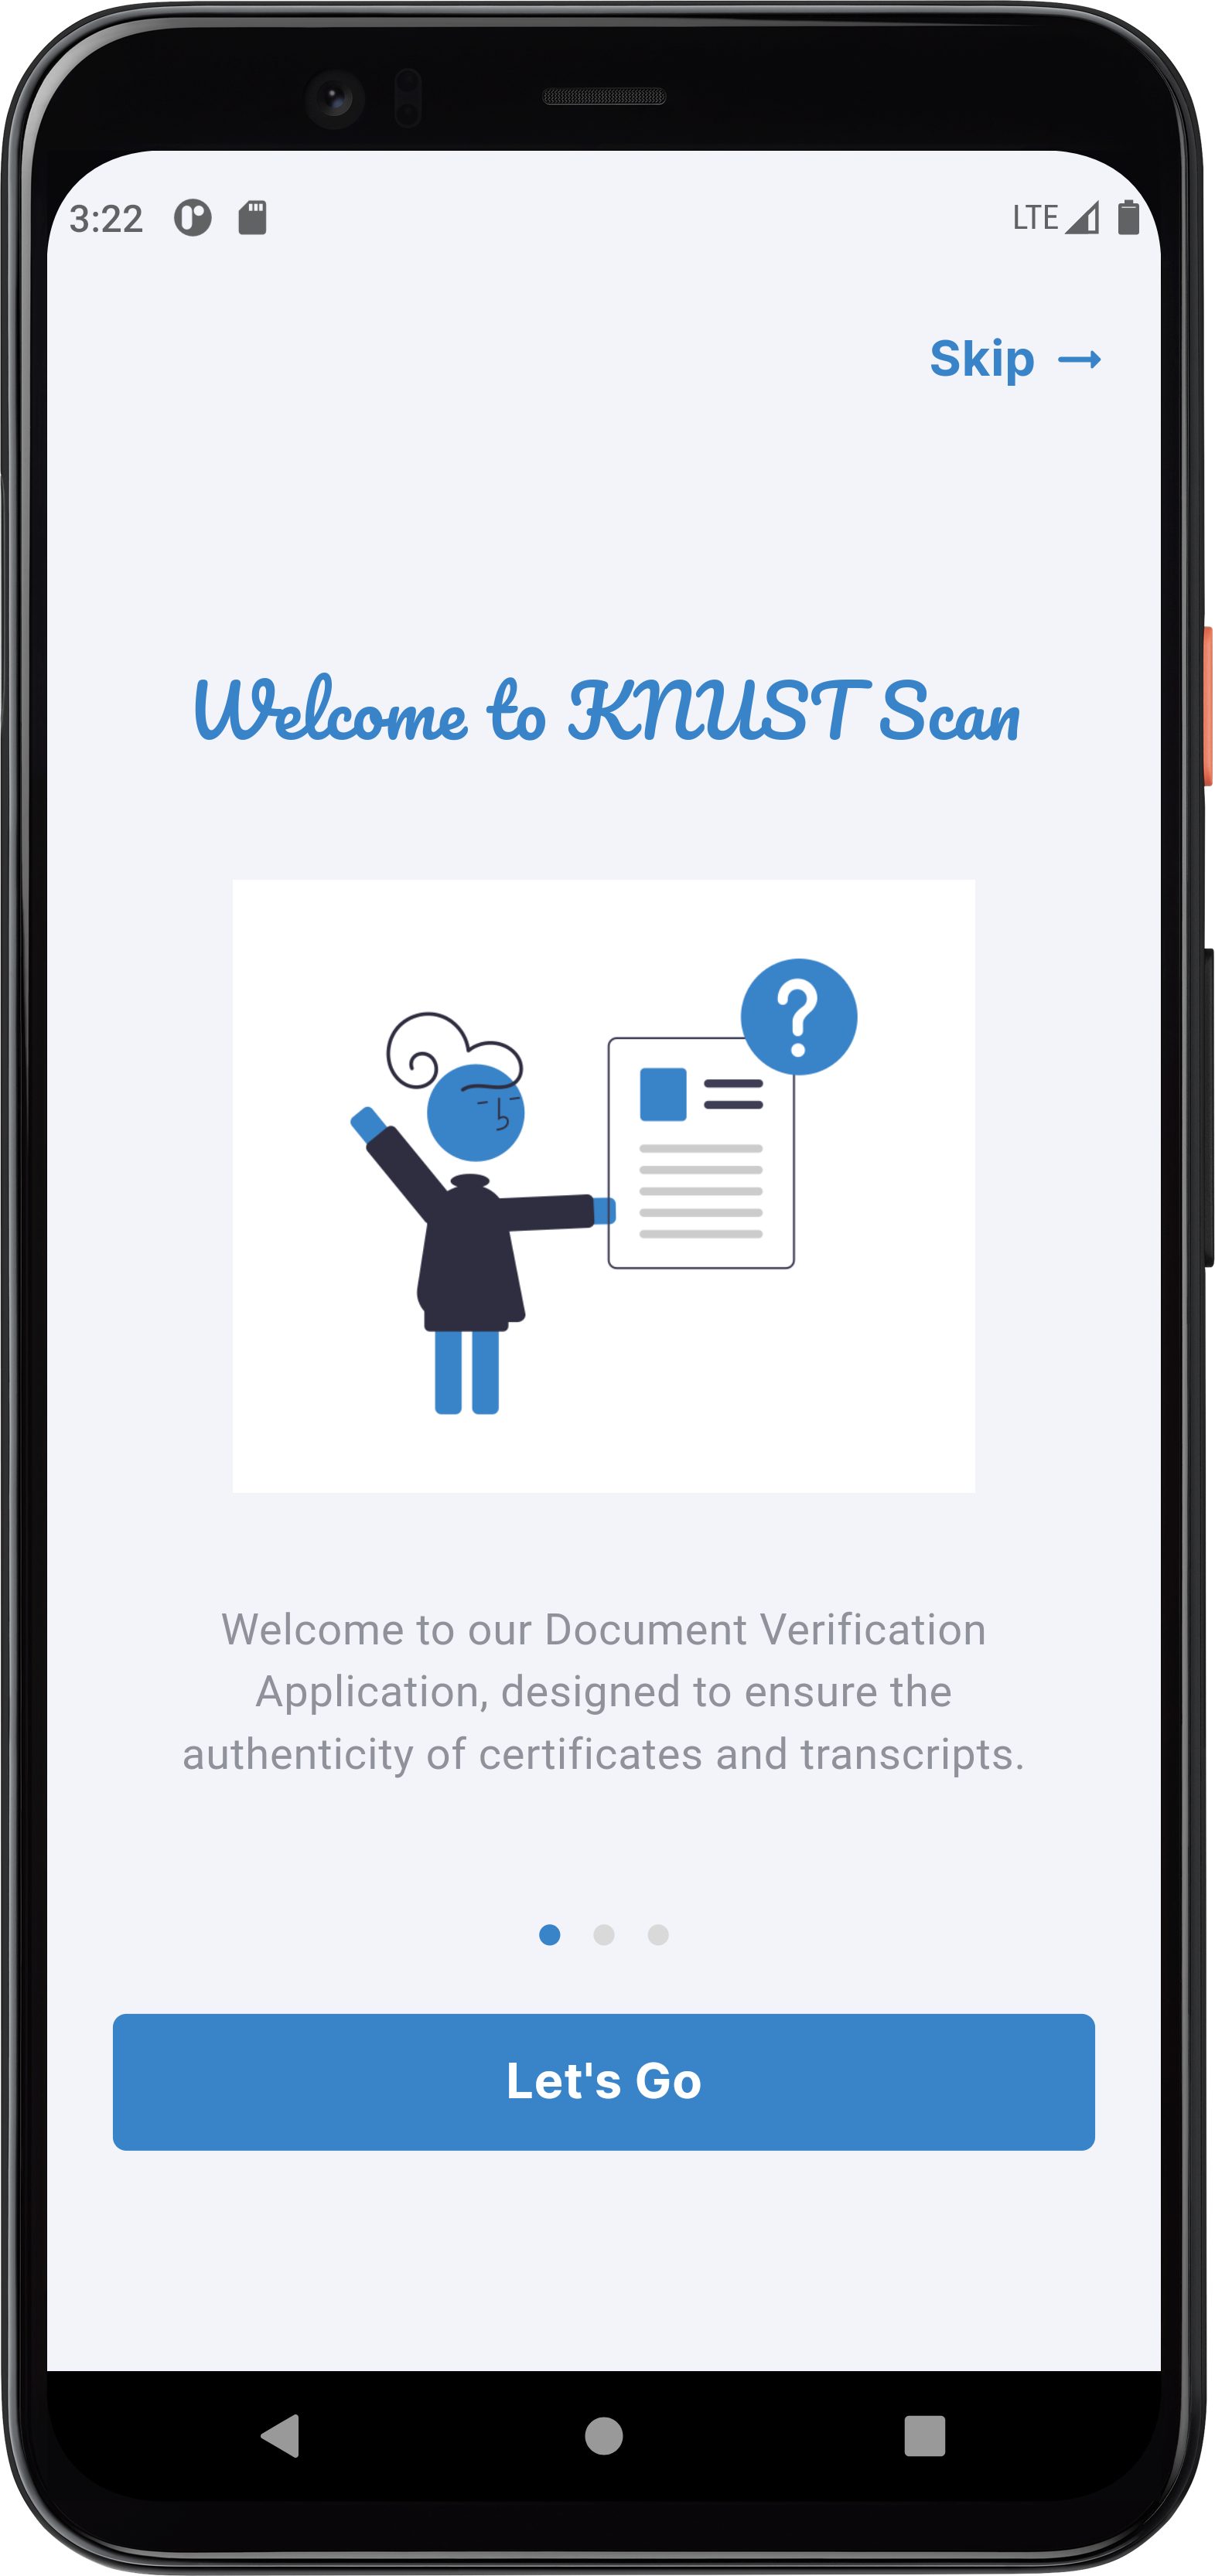 3:22 LTE
Skip →
Welcome to KNUST Scan
?
Welcome to our Document Verification
Application, designed to ensure the
authenticity of certificates and transcripts.
Let's Go